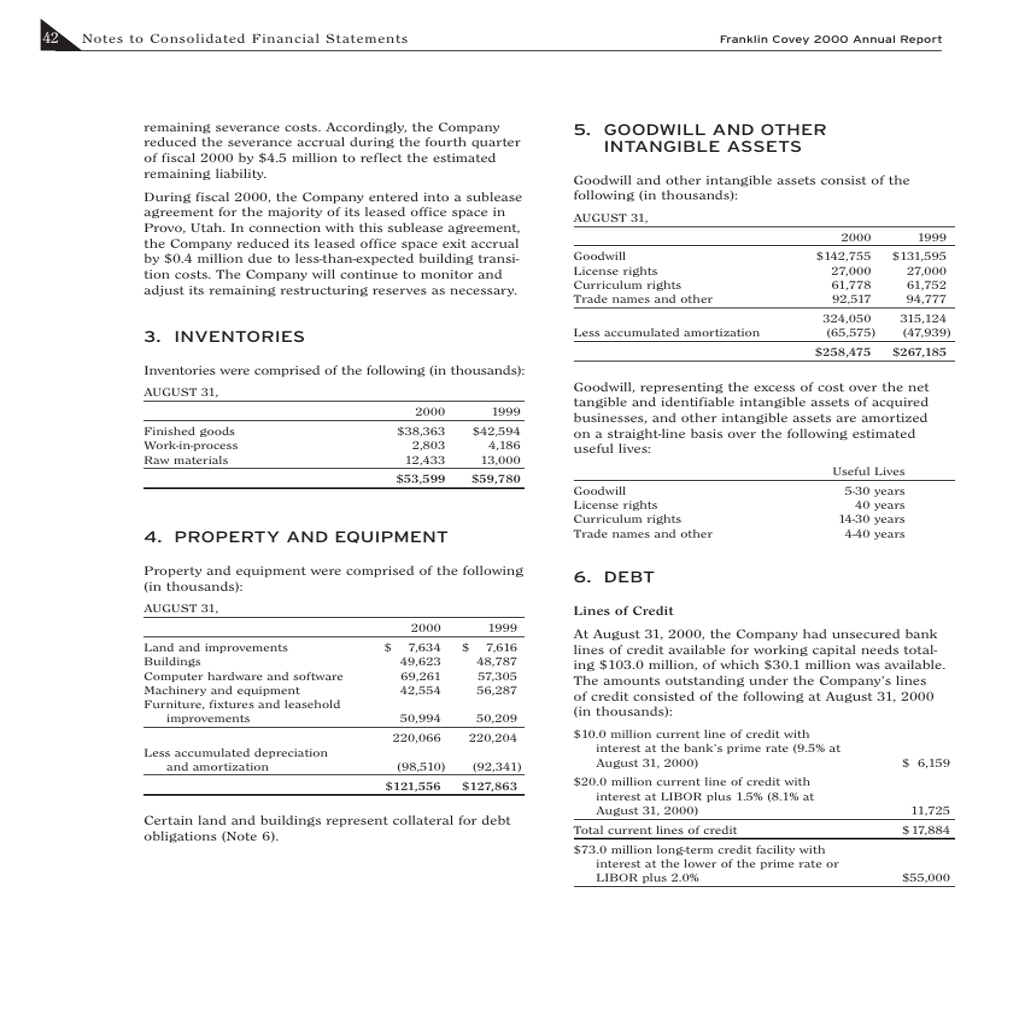 42 Notes to Consolidated Financial Statements
Franklin Covey 2000 Annual Report
remaining severance costs. Accordingly, the Company
reduced the severance accrual during the fourth quarter
of fiscal 2000 by $4.5 million to reflect the estimated
remaining liability.
During fiscal 2000, the Company entered into a sublease
agreement for the majority of its leased office space in
Provo, Utah. In connection with this sublease agreement,
the Company reduced its leased office space exit accrual
by $0.4 million due to less-than-expected building transi-
tion costs. The Company will continue to monitor and
adjust its remaining restructuring reserves as necessary.
3. INVENTORIES
Inventories were comprised of the following (in thousands):
AUGUST 31,
2000 1999
Finished goods $38,363 $42,594
Work-in-process 2,803 4,186
Raw materials 12,433 13,000
$53,599 $59,780
4. PROPERTY AND EQUIPMENT
Property and equipment were comprised of the following
(in thousands):
AUGUST 31,
2000 1999
Land and improvements $ 7,634 $ 7,616
Buildings 49,623 48,787
Computer hardware and software 69,261 57,305
Machinery and equipment 42,554 56,287
Furniture, fixtures and leasehold
improvements 50,994 50,209
220,066 220,204
Less accumulated depreciation
and amortization (98,510) (92,341)
$121,556 $127,863
Certain land and buildings represent collateral for debt
obligations (Note 6).
5. GOODWILL AND OTHER
INTANGIBLE ASSETS
Goodwill and other intangible assets consist of the
following (in thousands):
AUGUST 31,
2000 1999
Goodwill $142,755 $131,595
License rights 27,000 27,000
Curriculum rights 61,778 61,752
Trade names and other 92,517 94,777
324,050 315,124
Less accumulated amortization (65,575) (47,939)
$258,475 $267,185
Goodwill, representing the excess of cost over the net
tangible and identifiable intangible assets of acquired
businesses, and other intangible assets are amortized
on a straight-line basis over the following estimated
useful lives:
Useful Lives
Goodwill 5-30 years
License rights 40 years
Curriculum rights 14-30 years
Trade names and other 4-40 years
6. DEBT
Lines of Credit
At August 31, 2000, the Company had unsecured bank
lines of credit available for working capital needs total-
ing $103.0 million, of which $30.1 million was available.
The amounts outstanding under the Company's lines
of credit consisted of the following at August 31, 2000
(in thousands):
$10.0 million current line of credit with
interest at the bank's prime rate (9.5% at
August 31, 2000) $ 6,159
$20.0 million current line of credit with
interest at LIBOR plus 1.5% (8.1% at
August 31, 2000) 11,725
Total current lines of credit $17,884
$73.0 million long-term credit facility with
interest at the lower of the prime rate or
LIBOR plus 2.0% $55,000